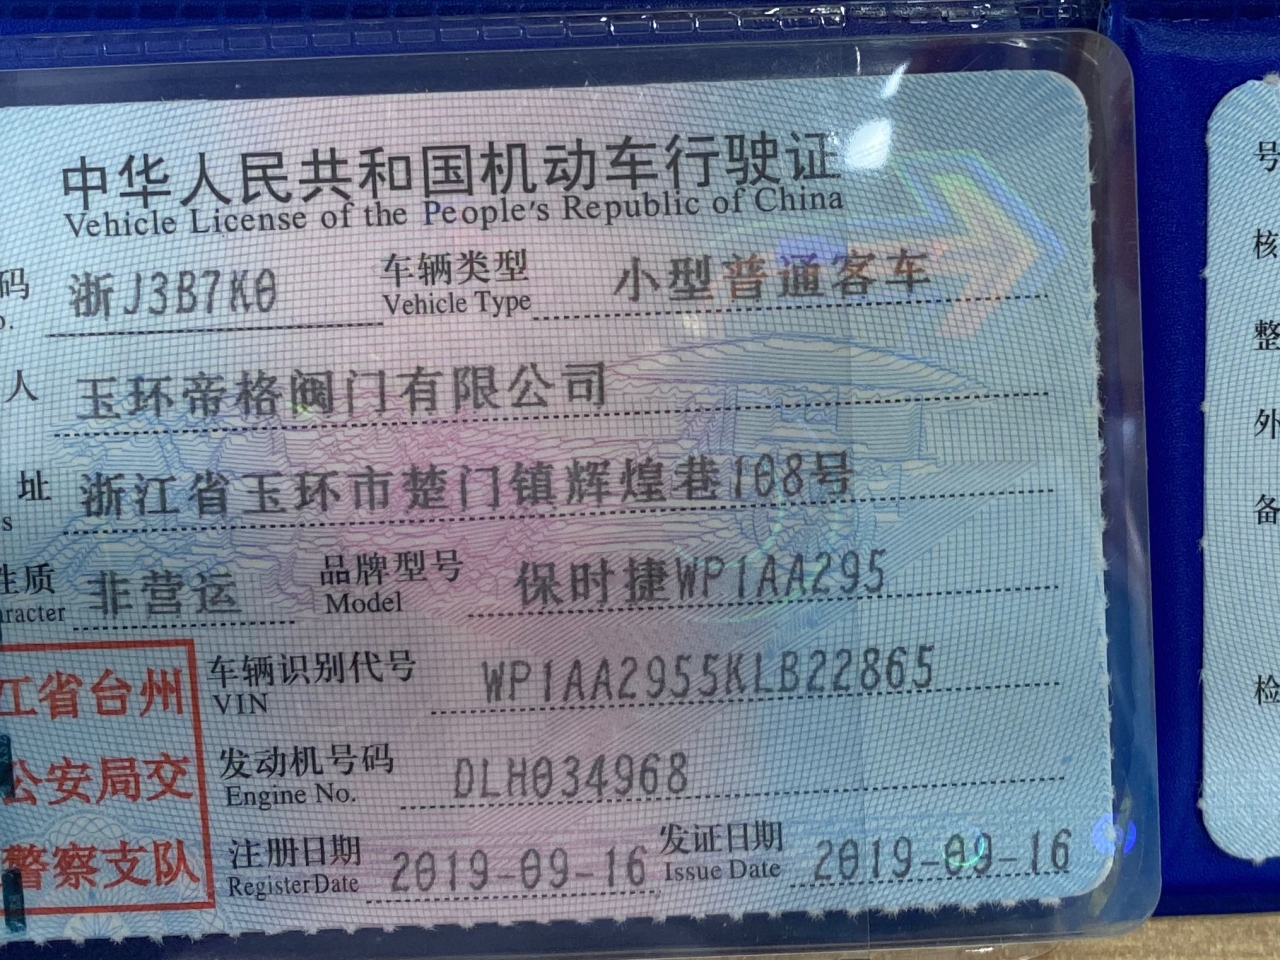 中华人民共和国机动车行驶证
Vehicle License of the People's Republic of China
码 浙J3B7K0 车辆类型 小型普通客车
o. Vehicle Type
人 玉环帝格阀门有限公司
址 浙江省玉环市楚门镇辉煌巷108号
s
性质 非营运 品牌型号 保时捷WP1AA295
aracter Model
车辆识别代号 WP1AA2955KLB22865
VIN
发动机号码 DLH034968
Engine No.
注册日期 2019-09-16 发证日期 2019-09-16
Register Date Issue Date
江省台州
公安局交
警察支队
号
核
整
外
备
检